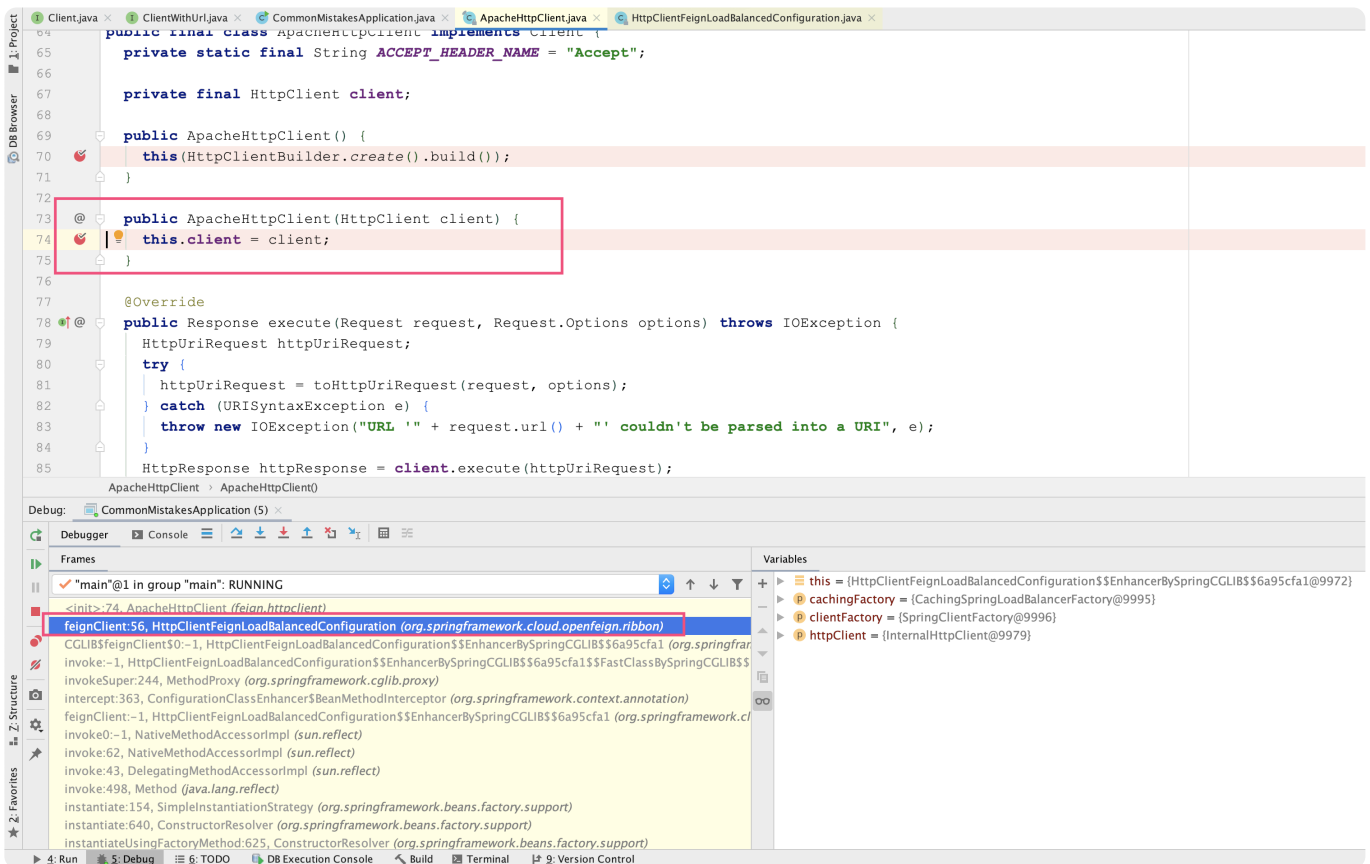 Client.java × ClientWithUrl.java × CommonMistakesApplication.java × ApacheHttpClient.java × HttpClientFeignLoadBalancedConfiguration.java ×
1: Project
DB Browser
Z: Structure
2: Favorites
64 public final class ApacheHttpClient implements Client {
65 private static final String ACCEPT_HEADER_NAME = "Accept";
66
67 private final HttpClient client;
68
69 public ApacheHttpClient() {
70 this(HttpClientBuilder.create().build());
71 }
72
73 @ public ApacheHttpClient(HttpClient client) {
74 this.client = client;
75 }
76
77 @Override
78 @ public Response execute(Request request, Request.Options options) throws IOException {
79 HttpUriRequest httpUriRequest;
80 try {
81 httpUriRequest = toHttpUriRequest(request, options);
82 } catch (URISyntaxException e) {
83 throw new IOException("URL '" + request.url() + "' couldn't be parsed into a URI", e);
84 }
85 HttpResponse httpResponse = client.execute(httpUriRequest);
ApacheHttpClient › ApacheHttpClient()
Debug: CommonMistakesApplication (5) ×
Debugger Console
Frames
"main"@1 in group "main": RUNNING
<init>:74, ApacheHttpClient (feign.httpclient)
feignClient:56, HttpClientFeignLoadBalancedConfiguration (org.springframework.cloud.openfeign.ribbon)
CGLIB$feignClient$0:-1, HttpClientFeignLoadBalancedConfiguration$$EnhancerBySpringCGLIB$$6a95cfa1 (org.springfran
invoke:-1, HttpClientFeignLoadBalancedConfiguration$$EnhancerBySpringCGLIB$$6a95cfa1$$FastClassBySpringCGLIB$$
invokeSuper:244, MethodProxy (org.springframework.cglib.proxy)
intercept:363, ConfigurationClassEnhancer$BeanMethodInterceptor (org.springframework.context.annotation)
feignClient:-1, HttpClientFeignLoadBalancedConfiguration$$EnhancerBySpringCGLIB$$6a95cfa1 (org.springframework.cl
invoke0:-1, NativeMethodAccessorImpl (sun.reflect)
invoke:62, NativeMethodAccessorImpl (sun.reflect)
invoke:43, DelegatingMethodAccessorImpl (sun.reflect)
invoke:498, Method (java.lang.reflect)
instantiate:154, SimpleInstantiationStrategy (org.springframework.beans.factory.support)
instantiate:640, ConstructorResolver (org.springframework.beans.factory.support)
instantiateUsingFactoryMethod:625, ConstructorResolver (org.springframework.beans.factory.support)
Variables
this = {HttpClientFeignLoadBalancedConfiguration$$EnhancerBySpringCGLIB$$6a95cfa1@9972}
cachingFactory = {CachingSpringLoadBalancerFactory@9995}
clientFactory = {SpringClientFactory@9996}
httpClient = {InternalHttpClient@9979}
4: Run 5: Debug 6: TODO DB Execution Console Build Terminal 9: Version Control